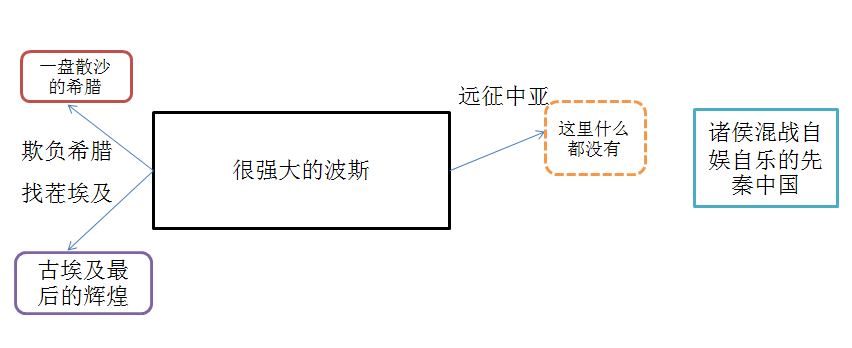 一盘散沙
的希腊
欺负希腊
找茬埃及
古埃及最
后的辉煌
很强大的波斯
远征中亚
这里什么
都没有
诸侯混战自
娱自乐的先
秦中国